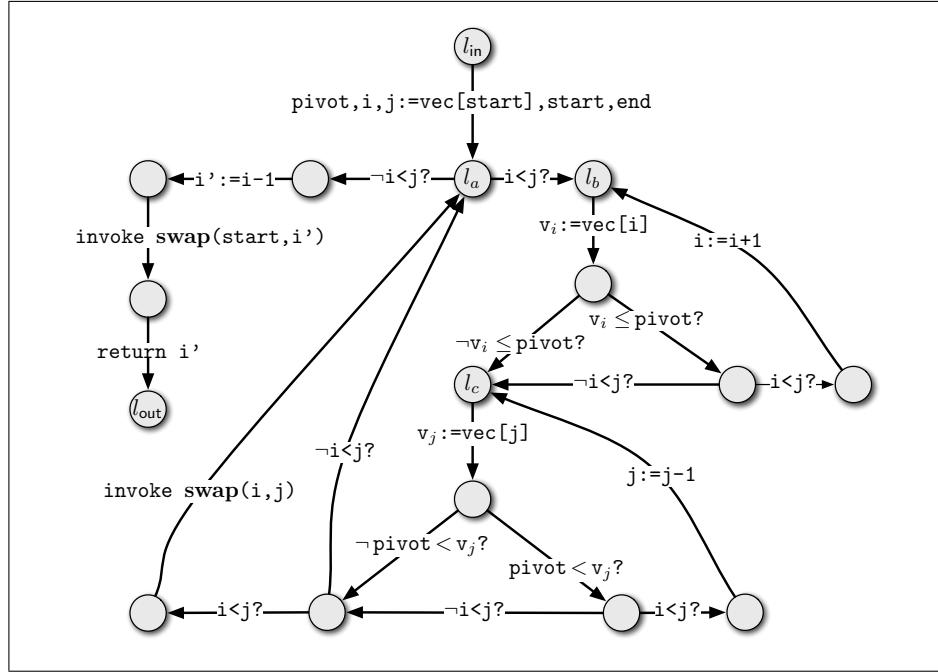 l_in
pivot,i,j:=vec[start],start,end
i':=i-1
¬i<j?
l_a
i<j?
l_b
v_i:=vec[i]
invoke swap(start,i')
i:=i+1
v_i ≤pivot?
¬v_i ≤pivot?
return i'
l_c
¬i<j?
i<j?
l_out
v_j:=vec[j]
¬i<j?
j:=j-1
invoke swap(i,j)
¬pivot<v_j?
pivot<v_j?
i<j?
¬i<j?
i<j?